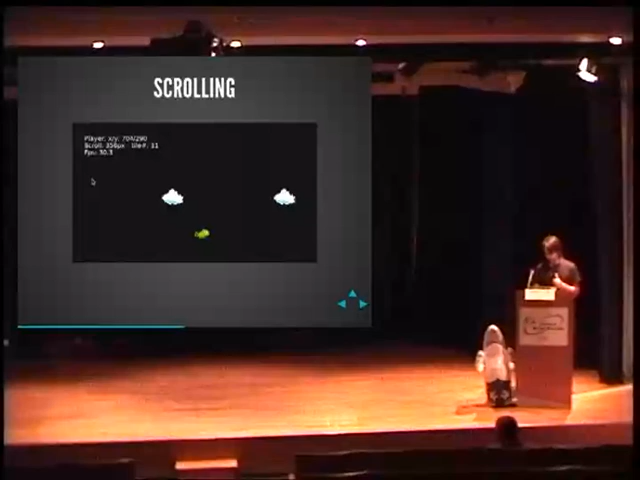 SCROLLING
Player: x/y: 704/290
Scroll: 356px - tile#: 11
Fps: 30.3